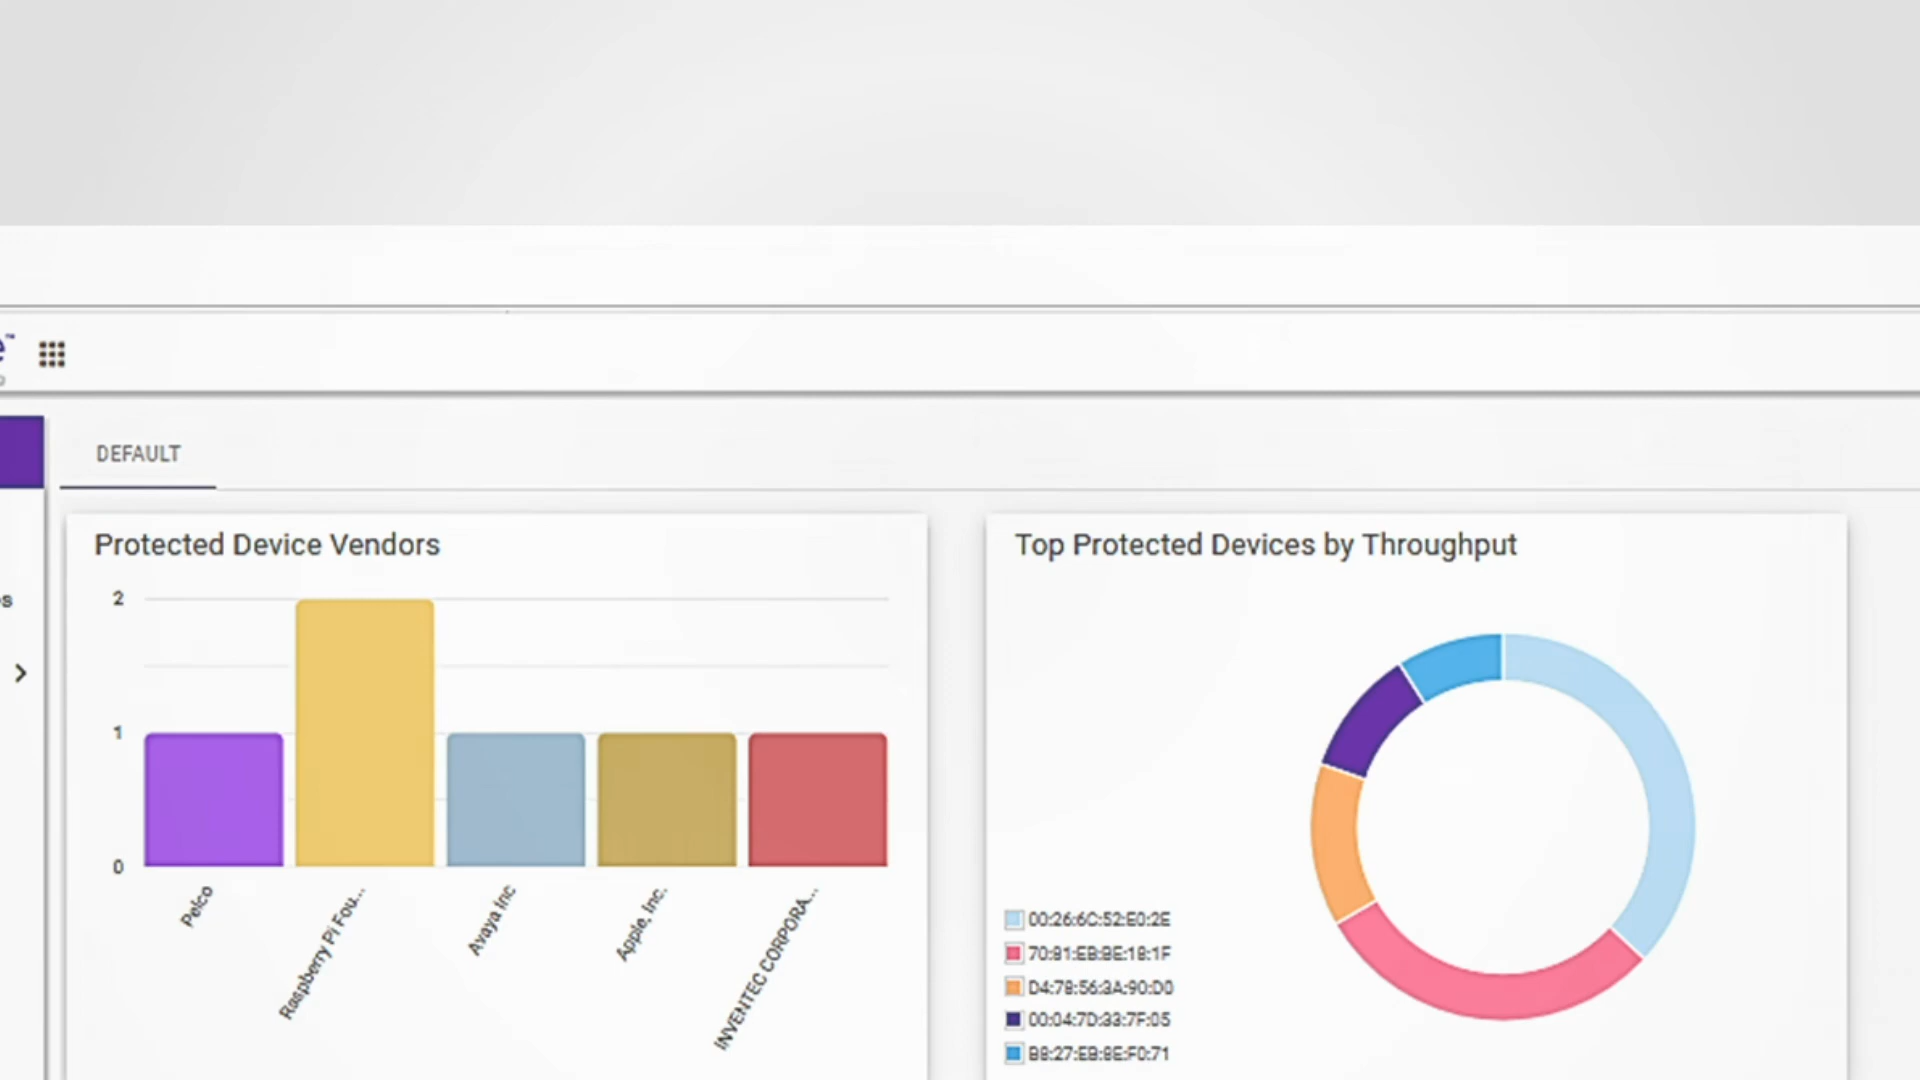 DEFAULT
Protected Device Vendors
2
1
0
Pelco
Raspberry Pi Fou...
Avaya Inc
Apple, Inc.
INVENTEC CORPORA...
Top Protected Devices by Throughput
00:26:6C:52:E0:2E
70:81:EB:BE:18:1F
D4:78:56:3A:90:D0
00:04:7D:33:7F:05
B8:27:EB:8E:F0:71